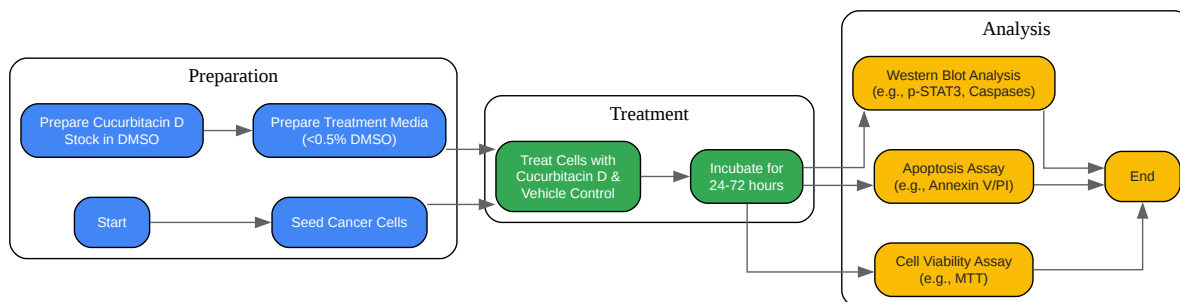 Preparation
Prepare Cucurbitacin D
Stock in DMSO
Prepare Treatment Media
(<0.5% DMSO)
Start
Seed Cancer Cells
Treatment
Treat Cells with
Cucurbitacin D &
Vehicle Control
Incubate for
24-72 hours
Analysis
Western Blot Analysis
(e.g., p-STAT3, Caspases)
Apoptosis Assay
(e.g., Annexin V/PI)
Cell Viability Assay
(e.g., MTT)
End